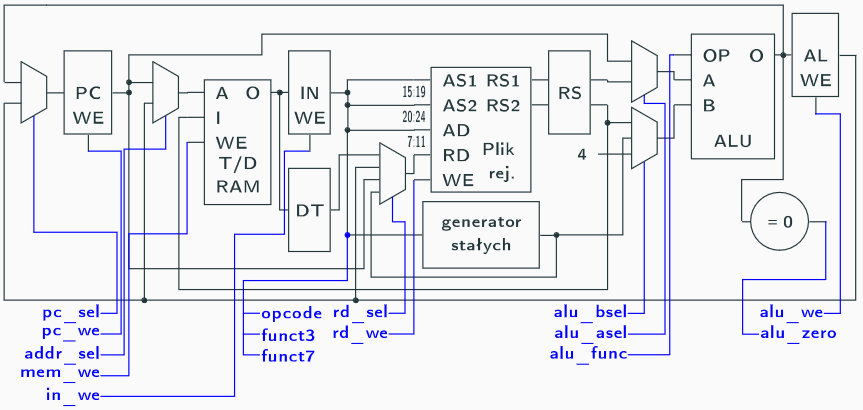 PC
WE
A O
I
WE
T/D
RAM
IN
WE
DT
15:19
20:24
7:11
AS1 RS1
AS2 RS2
AD
RD
WE
Plik
rej.
RS
4
generator
stałych
OP O
A
B
ALU
AL
WE
= 0
pc_sel
pc_we
addr_sel
mem_we
in_we
opcode
funct3
funct7
rd_sel
rd_we
alu_bsel
alu_asel
alu_func
alu_we
alu_zero